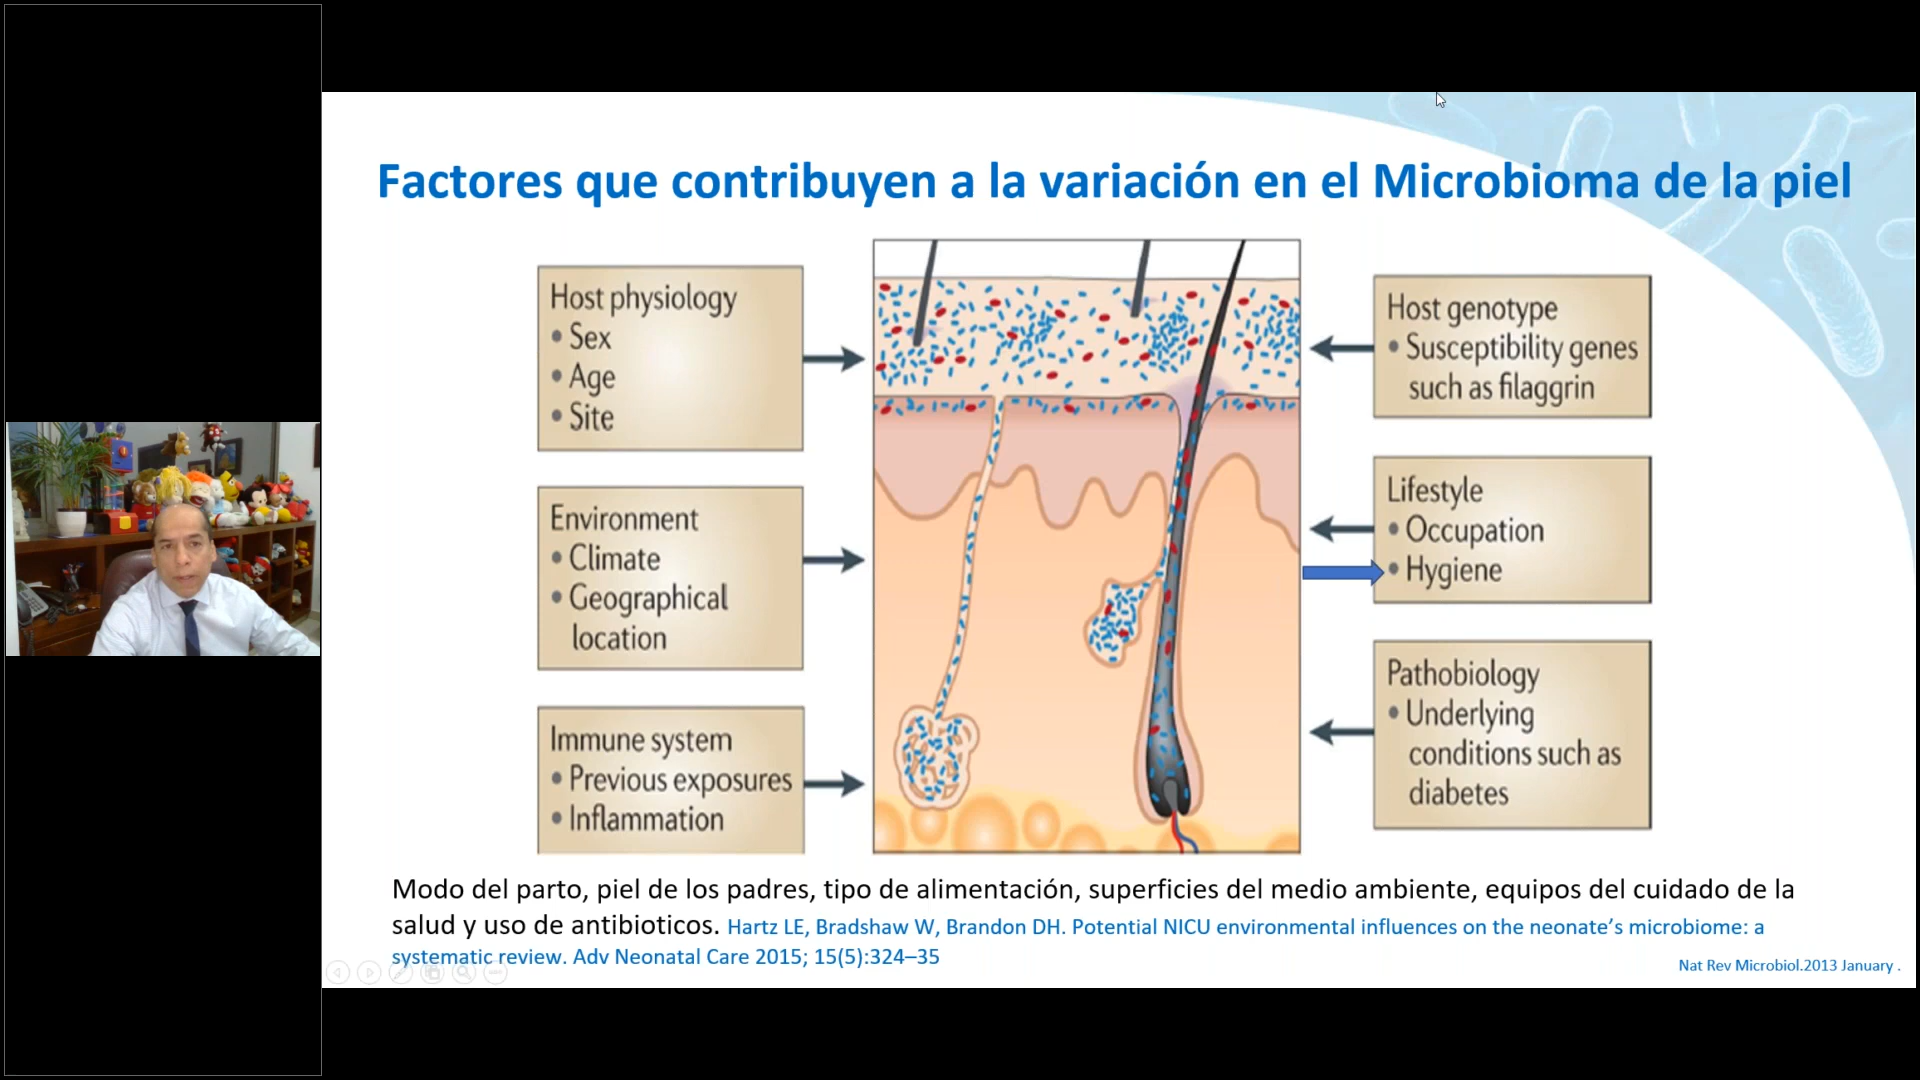 Factores que contribuyen a la variación en el Microbioma de la piel
Host physiology
• Sex
• Age
• Site
Environment
• Climate
• Geographical
location
Immune system
• Previous exposures
• Inflammation
Host genotype
• Susceptibility genes
such as filaggrin
Lifestyle
• Occupation
• Hygiene
Pathobiology
• Underlying
conditions such as
diabetes
Modo del parto, piel de los padres, tipo de alimentación, superficies del medio ambiente, equipos del cuidado de la
salud y uso de antibioticos. Hartz LE, Bradshaw W, Brandon DH. Potential NICU environmental influences on the neonate’s microbiome: a
systematic review. Adv Neonatal Care 2015; 15(5):324–35
Nat Rev Microbiol.2013 January .